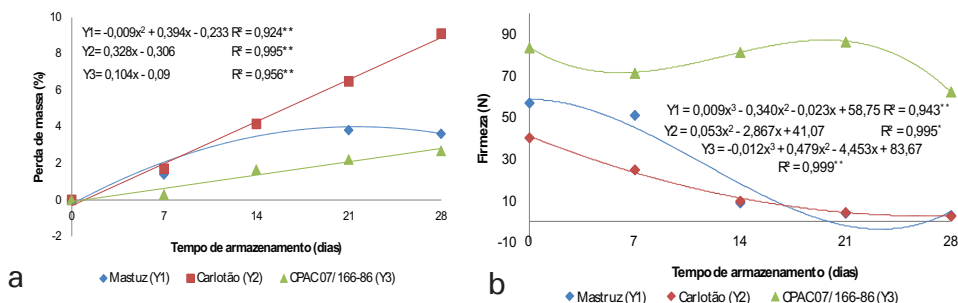 10
8
6
4
2
0
-2
Perda de massa (%)
Y1= -0,009x² + 0,394x - 0,233 R² = 0,924**
Y2= 0,328x - 0,306 R² = 0,995**
Y3= 0,104x - 0,09 R² = 0,956**
0 7 14 21 28
Tempo de armazenamento (dias)
a
Mastuz (Y1) Carlotão (Y2) CPAC07/166-86 (Y3)
90
70
50
30
10
-10
Firmeza (N)
Y1 = 0,009x³ - 0,340x² - 0,023x + 58,75 R² = 0,943**
Y2 = 0,053x² - 2,867x + 41,07 R² = 0,995*
Y3 = -0,012x³ + 0,479x² - 4,453x + 83,67
R² = 0,999**
0 7 14 21 28
Tempo de armazenamento (dias)
b
Mastruz (Y1) Carlotão (Y2) CPAC07/166-86 (Y3)